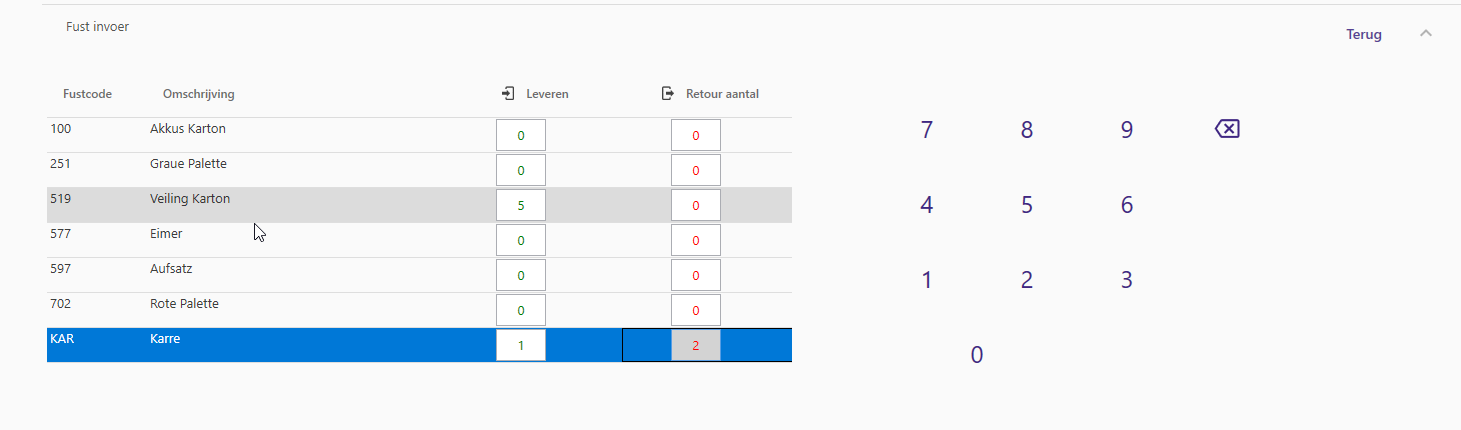 Fust invoer
Terug
Fustcode Omschrijving Leveren Retour aantal
100 Akkus Karton 0 0
251 Graue Palette 0 0
519 Veiling Karton 5 0
577 Eimer 0 0
597 Aufsatz 0 0
702 Rote Palette 0 0
KAR Karre 1 2
7 8 9
4 5 6
1 2 3
0